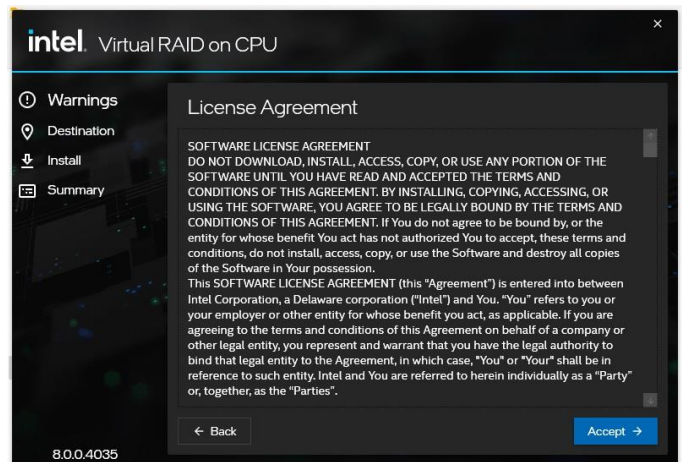 intel. Virtual RAID on CPU
Warnings
Destination
Install
Summary
8.0.0.4035
License Agreement
SOFTWARE LICENSE AGREEMENT
DO NOT DOWNLOAD, INSTALL, ACCESS, COPY, OR USE ANY PORTION OF THE
SOFTWARE UNTIL YOU HAVE READ AND ACCEPTED THE TERMS AND
CONDITIONS OF THIS AGREEMENT. BY INSTALLING, COPYING, ACCESSING, OR
USING THE SOFTWARE, YOU AGREE TO BE LEGALLY BOUND BY THE TERMS AND
CONDITIONS OF THIS AGREEMENT. If You do not agree to be bound by, or the
entity for whose benefit You act has not authorized You to accept, these terms and
conditions, do not install, access, copy, or use the Software and destroy all copies
of the Software in Your possession.
This SOFTWARE LICENSE AGREEMENT (this “Agreement”) is entered into between
Intel Corporation, a Delaware corporation (“Intel”) and You. “You” refers to you or
your employer or other entity for whose benefit you act, as applicable. If you are
agreeing to the terms and conditions of this Agreement on behalf of a company or
other legal entity, you represent and warrant that you have the legal authority to
bind that legal entity to the Agreement, in which case, "You" or "Your" shall be in
reference to such entity. Intel and You are referred to herein individually as a “Party”
or, together, as the “Parties”.
← Back
Accept →